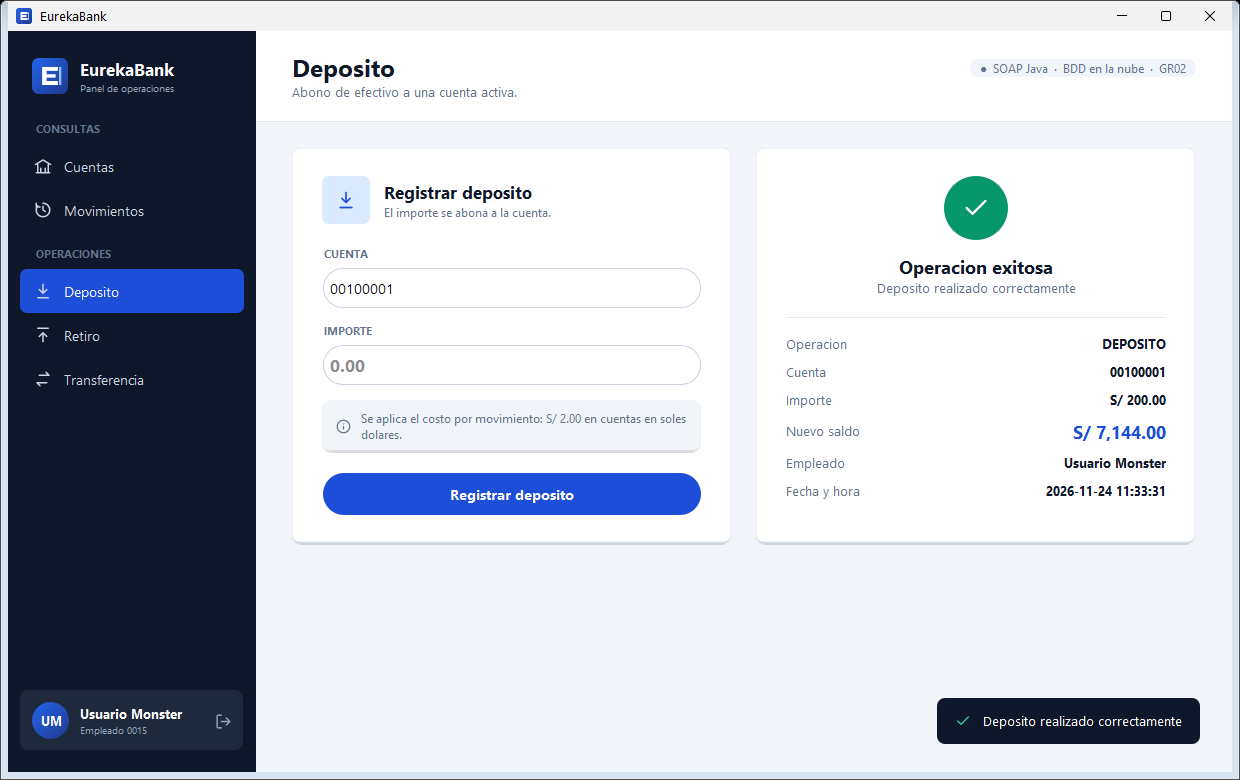 EurekaBank
EurekaBank
Panel de operaciones
CONSULTAS
Cuentas
Movimientos
OPERACIONES
Deposito
Retiro
Transferencia
UM
Usuario Monster
Empleado 0015
Deposito
Abono de efectivo a una cuenta activa.
SOAP Java · BDD en la nube · GR02
Registrar deposito
El importe se abona a la cuenta.
CUENTA
00100001
IMPORTE
0.00
Se aplica el costo por movimiento: S/ 2.00 en cuentas en soles
dolares.
Registrar deposito
Operacion exitosa
Deposito realizado correctamente
Operacion DEPOSITO
Cuenta 00100001
Importe S/ 200.00
Nuevo saldo S/ 7,144.00
Empleado Usuario Monster
Fecha y hora 2026-11-24 11:33:31
Deposito realizado correctamente